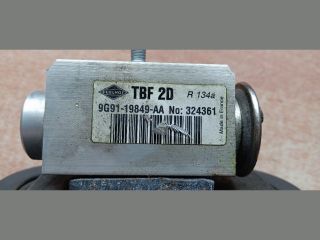 TBF 2D R 134a
9G91-19849-AA No: 324361
Made in France